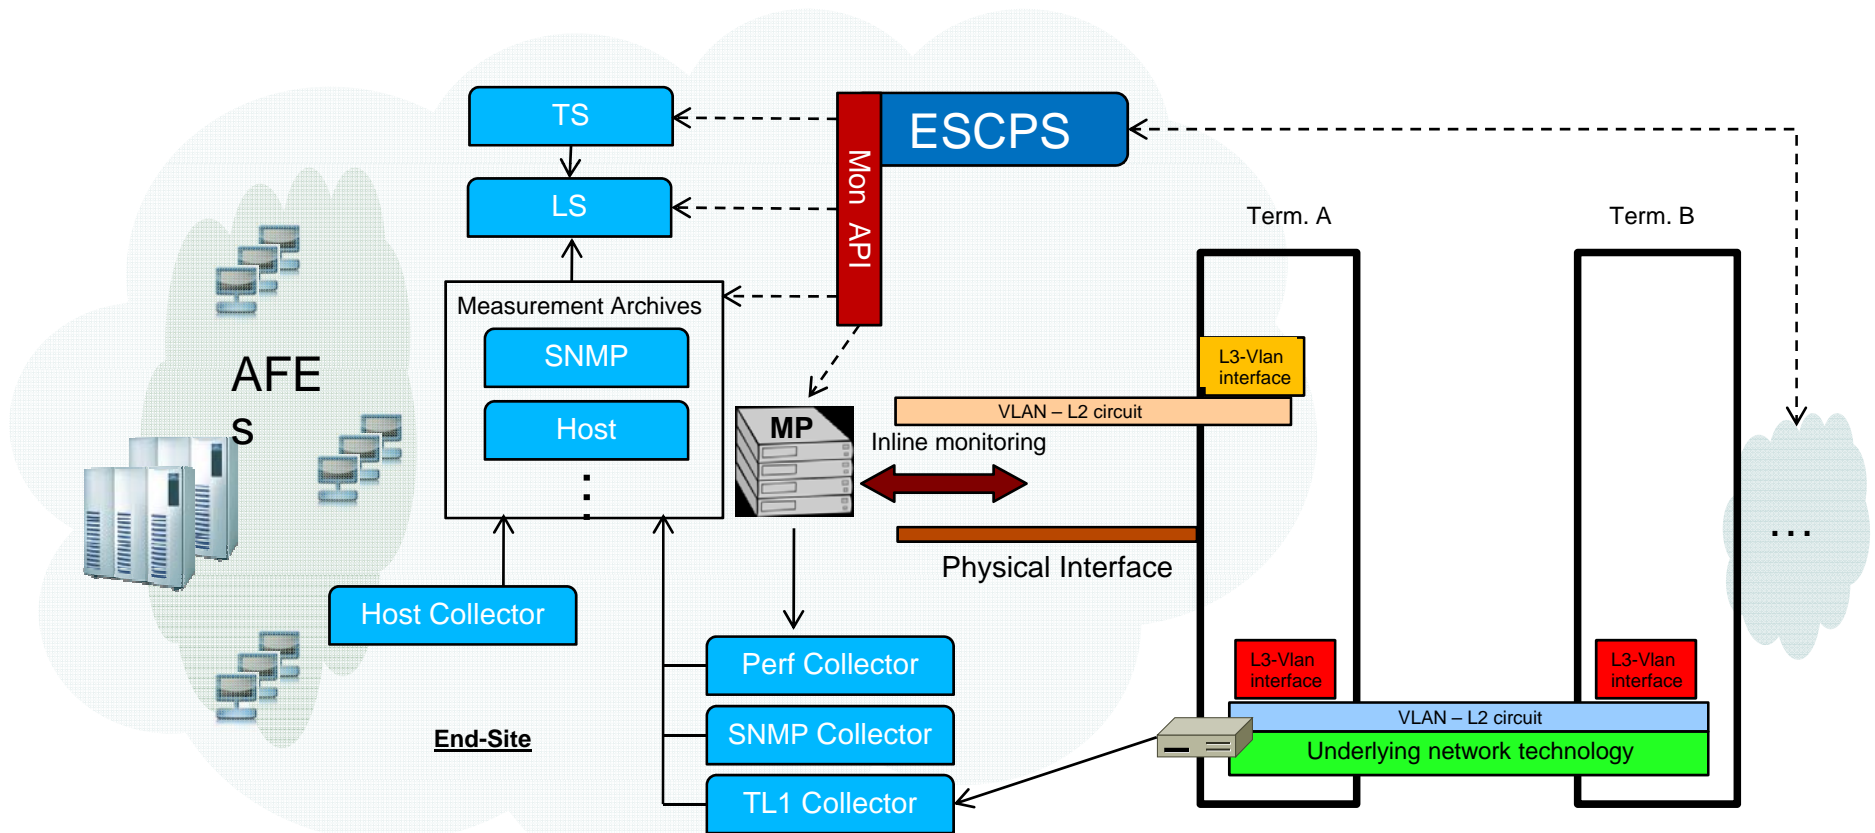 TS
ESCPS
Mon API
LS
Term. A
Term. B
Measurement Archives
SNMP
Host
⋮
AFE
s
MP
L3-Vlan
interface
VLAN – L2 circuit
Inline monitoring
Physical Interface
...
Host Collector
Perf Collector
SNMP Collector
TL1 Collector
End-Site
L3-Vlan
interface
L3-Vlan
interface
VLAN – L2 circuit
Underlying network technology